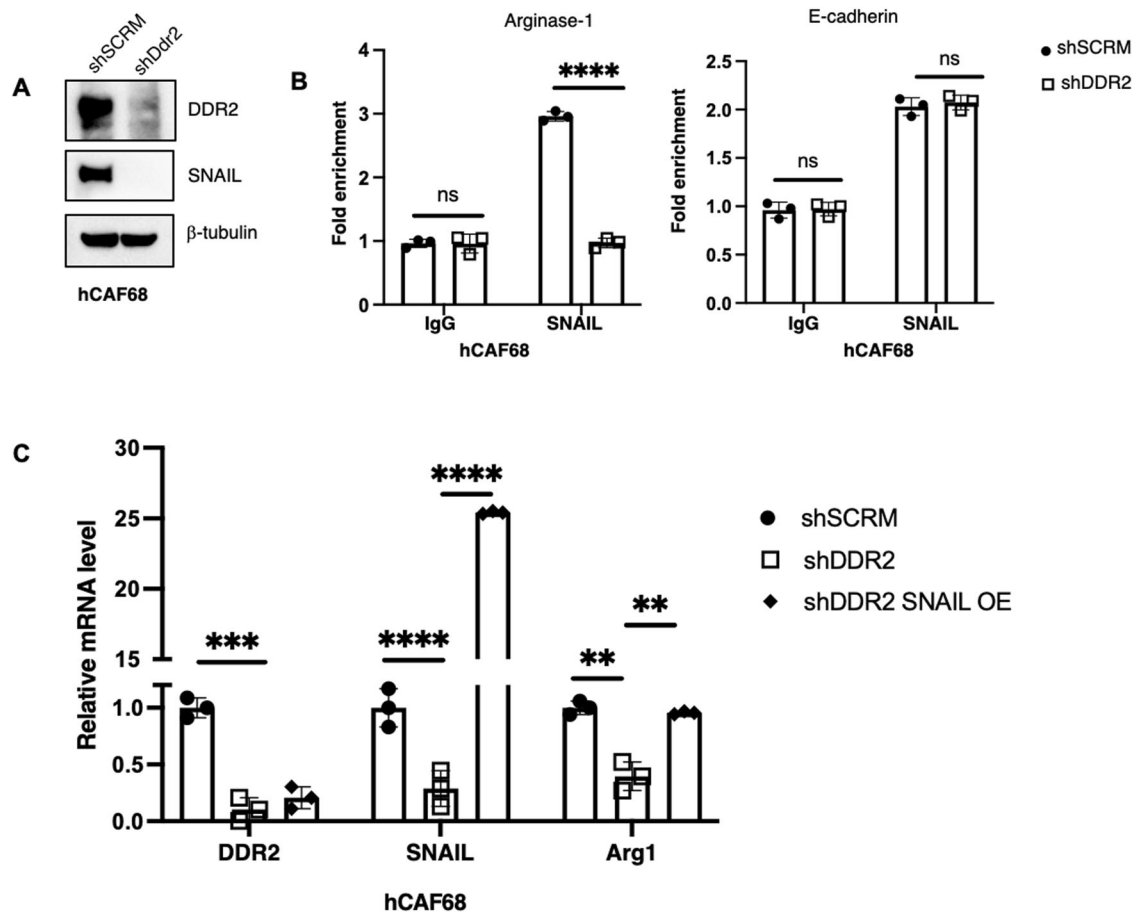 A
shSCRM
shDdr2
DDR2
SNAIL
β-tubulin
hCAF68
B
Arginase-1
Fold enrichment
4
3
2
1
0
ns
****
IgG
SNAIL
hCAF68
E-cadherin
Fold enrichment
2.5
2.0
1.5
1.0
0.5
0.0
ns
ns
IgG
SNAIL
hCAF68
shSCRM
shDDR2
C
Relative mRNA level
30
25
20
15
1.0
0.5
0.0
***
****
****
**
**
DDR2
SNAIL
Arg1
hCAF68
shSCRM
shDDR2
shDDR2 SNAIL OE